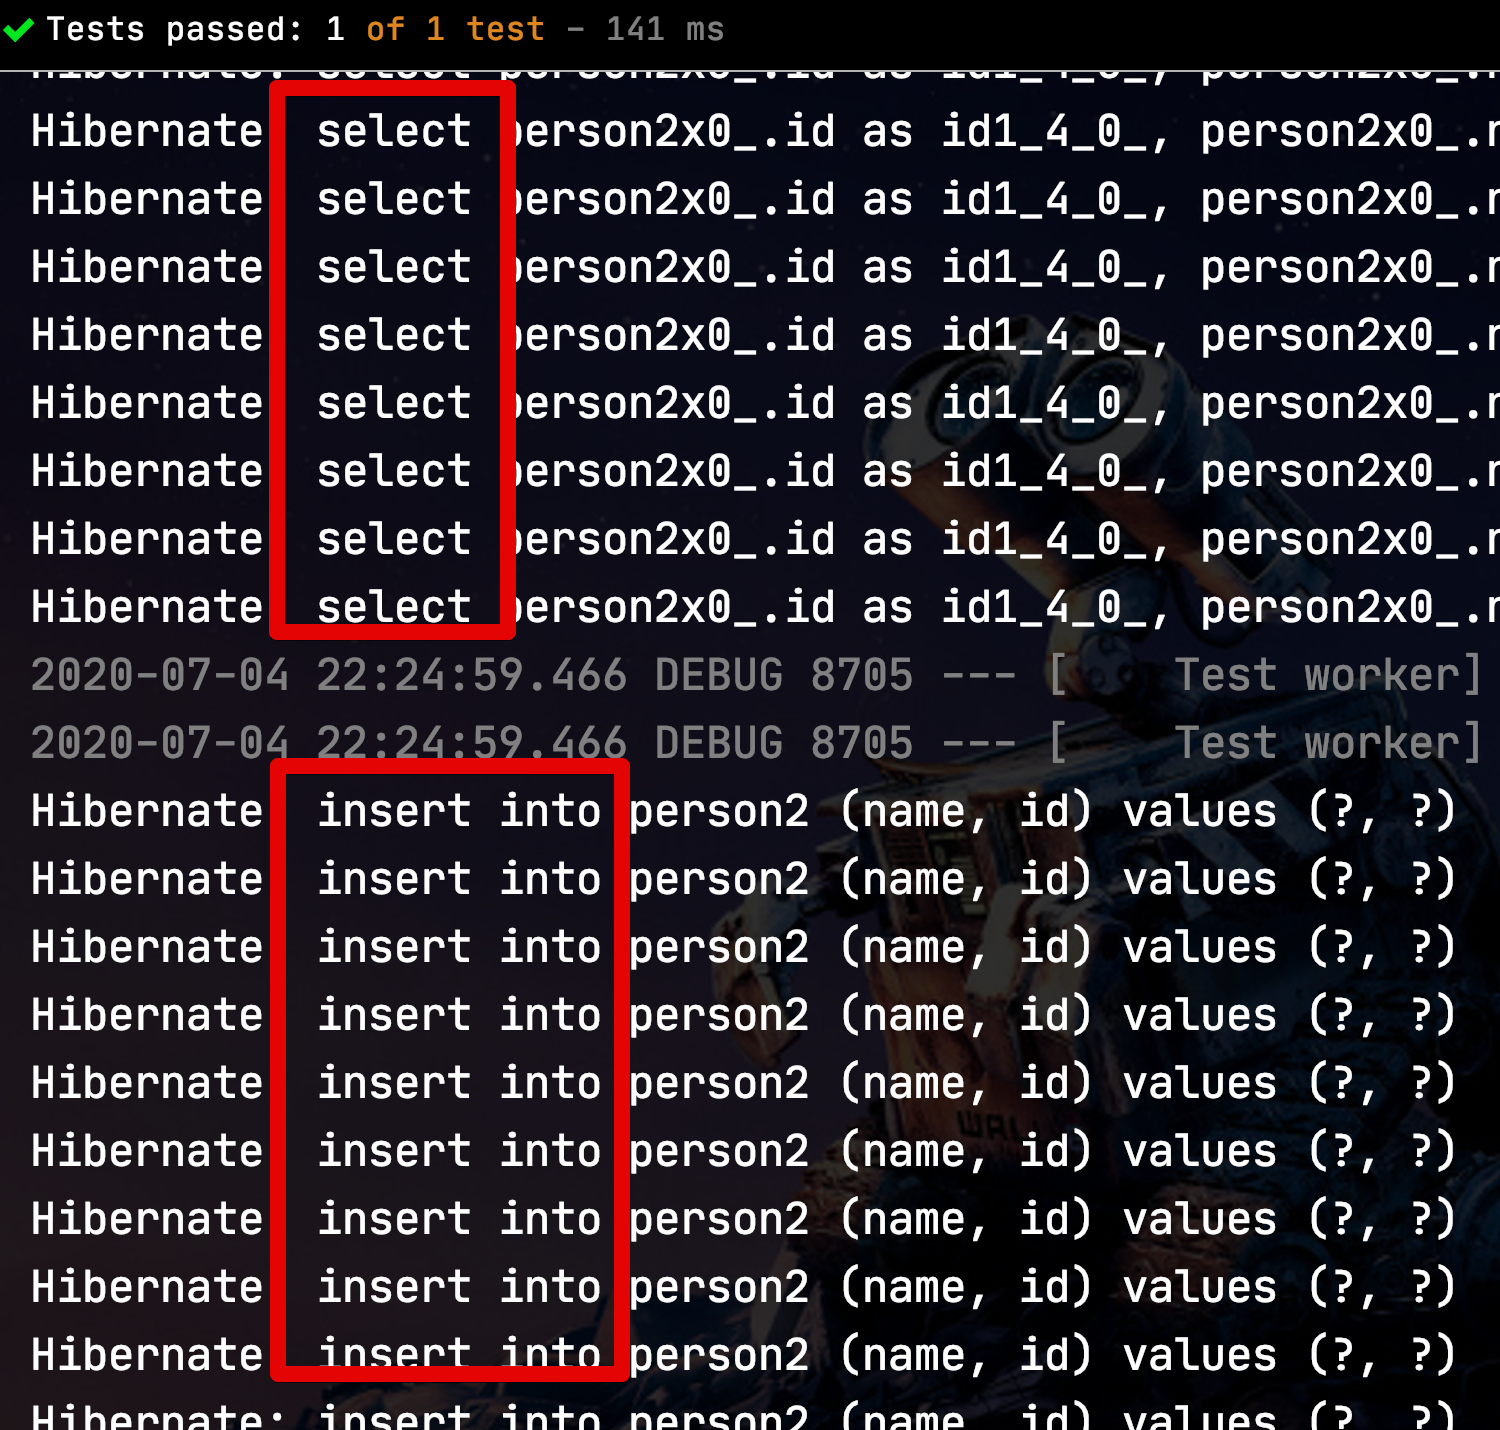 Tests passed: 1 of 1 test – 141 ms
Hibernate: select person2x0_.id as id1_4_0_, person2x0_.
Hibernate select person2x0_.id as id1_4_0_, person2x0_.
Hibernate select person2x0_.id as id1_4_0_, person2x0_.
Hibernate select person2x0_.id as id1_4_0_, person2x0_.
Hibernate select person2x0_.id as id1_4_0_, person2x0_.
Hibernate select person2x0_.id as id1_4_0_, person2x0_.
Hibernate select person2x0_.id as id1_4_0_, person2x0_.
Hibernate select person2x0_.id as id1_4_0_, person2x0_.
Hibernate select person2x0_.id as id1_4_0_, person2x0_.
2020-07-04 22:24:59.466 DEBUG 8705 --- [    Test worker]
2020-07-04 22:24:59.466 DEBUG 8705 --- [    Test worker]
Hibernate insert into person2 (name, id) values (?, ?)
Hibernate insert into person2 (name, id) values (?, ?)
Hibernate insert into person2 (name, id) values (?, ?)
Hibernate insert into person2 (name, id) values (?, ?)
Hibernate insert into person2 (name, id) values (?, ?)
Hibernate insert into person2 (name, id) values (?, ?)
Hibernate insert into person2 (name, id) values (?, ?)
Hibernate insert into person2 (name, id) values (?, ?)
Hibernate insert into person2 (name, id) values (?, ?)
Hibernate: insert into person2 (name, id) values (?, ?)